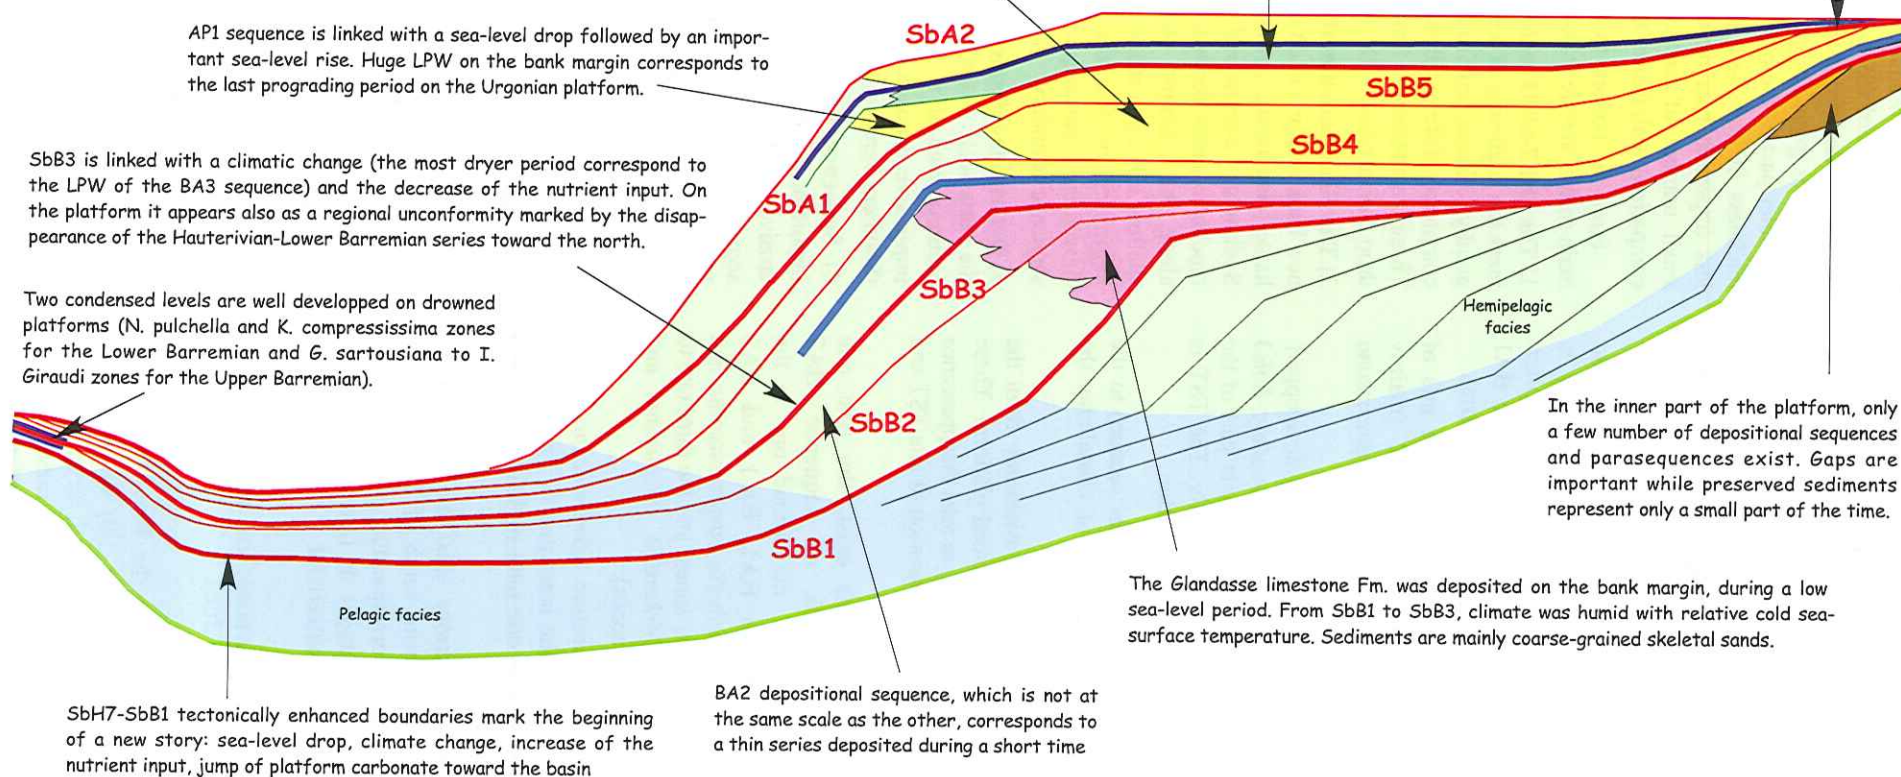 AP1 sequence is linked with a sea-level drop followed by an impor-
tant sea-level rise. Huge LPW on the bank margin corresponds to
the last prograding period on the Urgonian platform.
SbA2
SbB5
SbB4
SbB3 is linked with a climatic change (the most dryer period correspond to
the LPW of the BA3 sequence) and the decrease of the nutrient input. On
the platform it appears also as a regional unconformity marked by the disap-
pearance of the Hauterivian-Lower Barremian series toward the north.
SbA1
SbB3
Two condensed levels are well developped on drowned
platforms (N. pulchella and K. compressissima zones
for the Lower Barremian and G. sartousiana to I.
Giraudi zones for the Upper Barremian).
Hemipelagic
facies
SbB2
In the inner part of the platform, only
a few number of depositional sequences
and parasequences exist. Gaps are
important while preserved sediments
represent only a small part of the time.
SbB1
Pelagic facies
The Glandasse limestone Fm. was deposited on the bank margin, during a low
sea-level period. From SbB1 to SbB3, climate was humid with relative cold sea-
surface temperature. Sediments are mainly coarse-grained skeletal sands.
BA2 depositional sequence, which is not at
the same scale as the other, corresponds to
a thin series deposited during a short time
SbH7-SbB1 tectonically enhanced boundaries mark the beginning
of a new story: sea-level drop, climate change, increase of the
nutrient input, jump of platform carbonate toward the basin